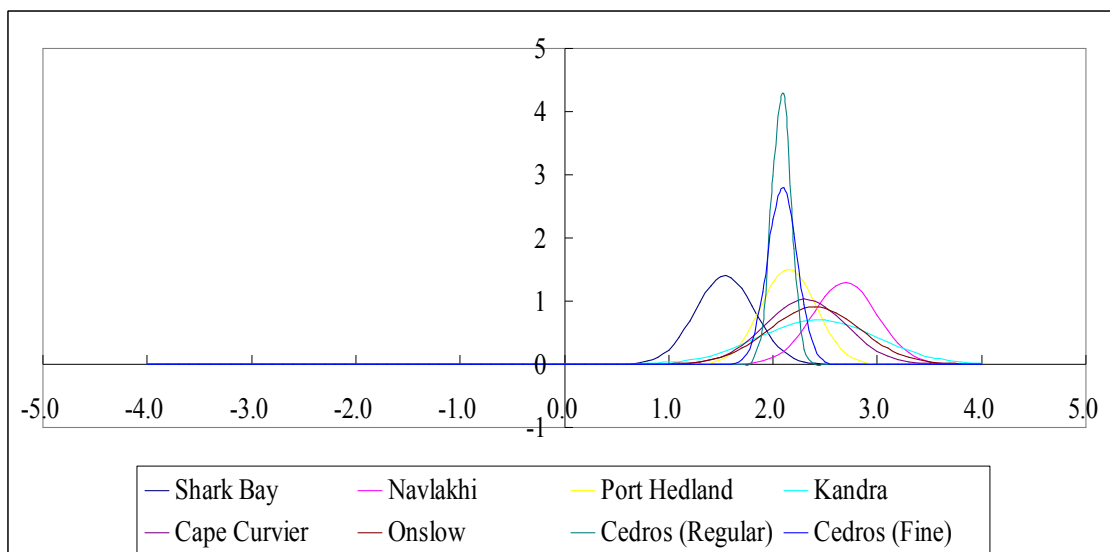 5
4
3
2
1
0
-5.0 -4.0 -3.0 -2.0 -1.0 0.0 1.0 2.0 3.0 4.0 5.0
-1
Shark Bay Navlakhi Port Hedland Kandra
Cape Curvier Onslow Cedros (Regular) Cedros (Fine)